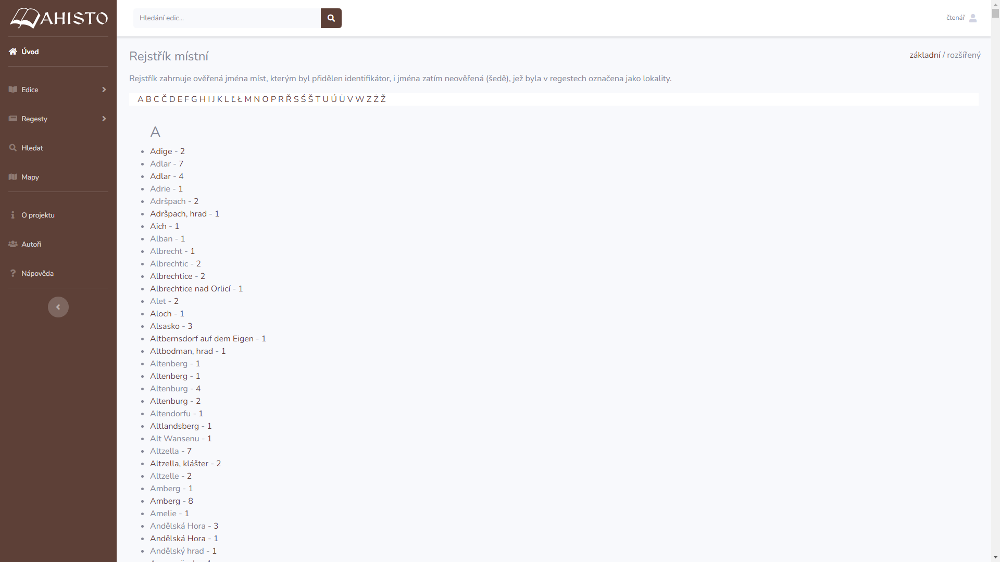 AHISTO
Hledání edic...
čtenář
Úvod
Edice
Regesty
Hledat
Mapy
O projektu
Autoři
Nápověda
Rejstřík místní
základní / rozšířený
Rejstřík zahrnuje ověřená jména míst, kterým byl přidělen identifikátor, i jména zatím neověřená (šedě), jež byla v regestech označena jako lokality.
A B C Č D E F G H I J K L Ľ Ł M N O P R Ř S Ś Š T U Ú Ü V W Z Ż Ž
A
Adige - 2
Adlar - 7
Adlar - 4
Adrie - 1
Adršpach - 2
Adršpach, hrad - 1
Aich - 1
Alban - 1
Albrecht - 1
Albrechtic - 2
Albrechtice - 2
Albrechtice nad Orlicí - 1
Alet - 2
Aloch - 1
Alsasko - 3
Altbernsdorf auf dem Eigen - 1
Altbodman, hrad - 1
Altenberg - 1
Altenberg - 1
Altenburg - 4
Altenburg - 2
Altendorfu - 1
Altlandsberg - 1
Alt Wansenu - 1
Altzella - 7
Altzella, klášter - 2
Altzelle - 2
Amberg - 1
Amberg - 8
Amelie - 1
Andělská Hora - 3
Andělská Hora - 1
Andělský hrad - 1